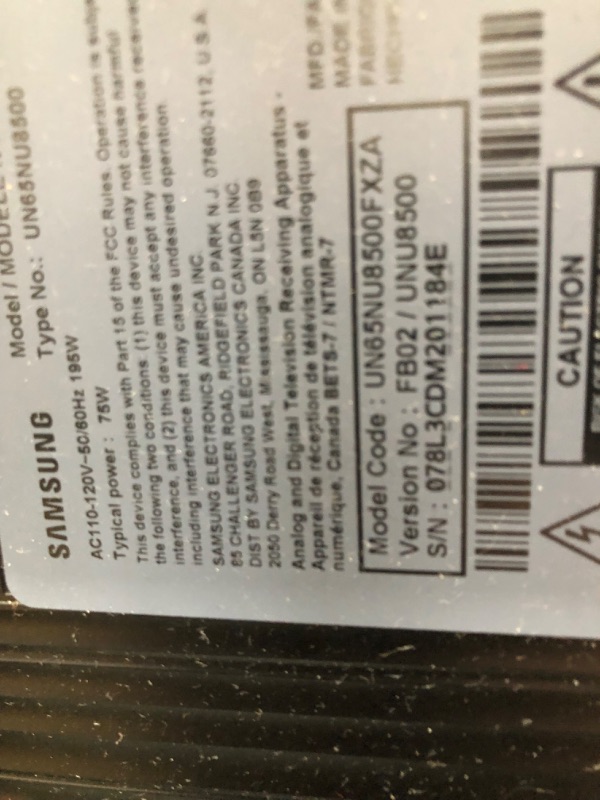 Model /
SAMSUNG Type No.: UN65NU8500
AC110-120V~50/60Hz 195W
Typical power : 75W
This device complies with Part 15 of the FCC Rules. Operation is
the following two conditions: (1) this device may not cause harmful
interference, and (2) this device must accept any interference
including interference that may cause undesired operation.
SAMSUNG ELECTRONICS AMERICA INC.
85 CHALLENGER ROAD, RIDGEFIELD PARK N.J. 07660-2112, U.S.A.
DIST BY SAMSUNG ELECTRONICS CANADA INC.
2050 Derry Road West, Mississauga, ON L5N 0B9
Analog and Digital Television Receiving Apparatus -
Appareil de réception de télévision analogique et
numérique, Canada BETS-7 / NTMR-7
MADE
Model Code : UN65NU8500FXZA
Version No : FB02 / UNU8500
S/N : 078L3CDM201184E
CAUTION